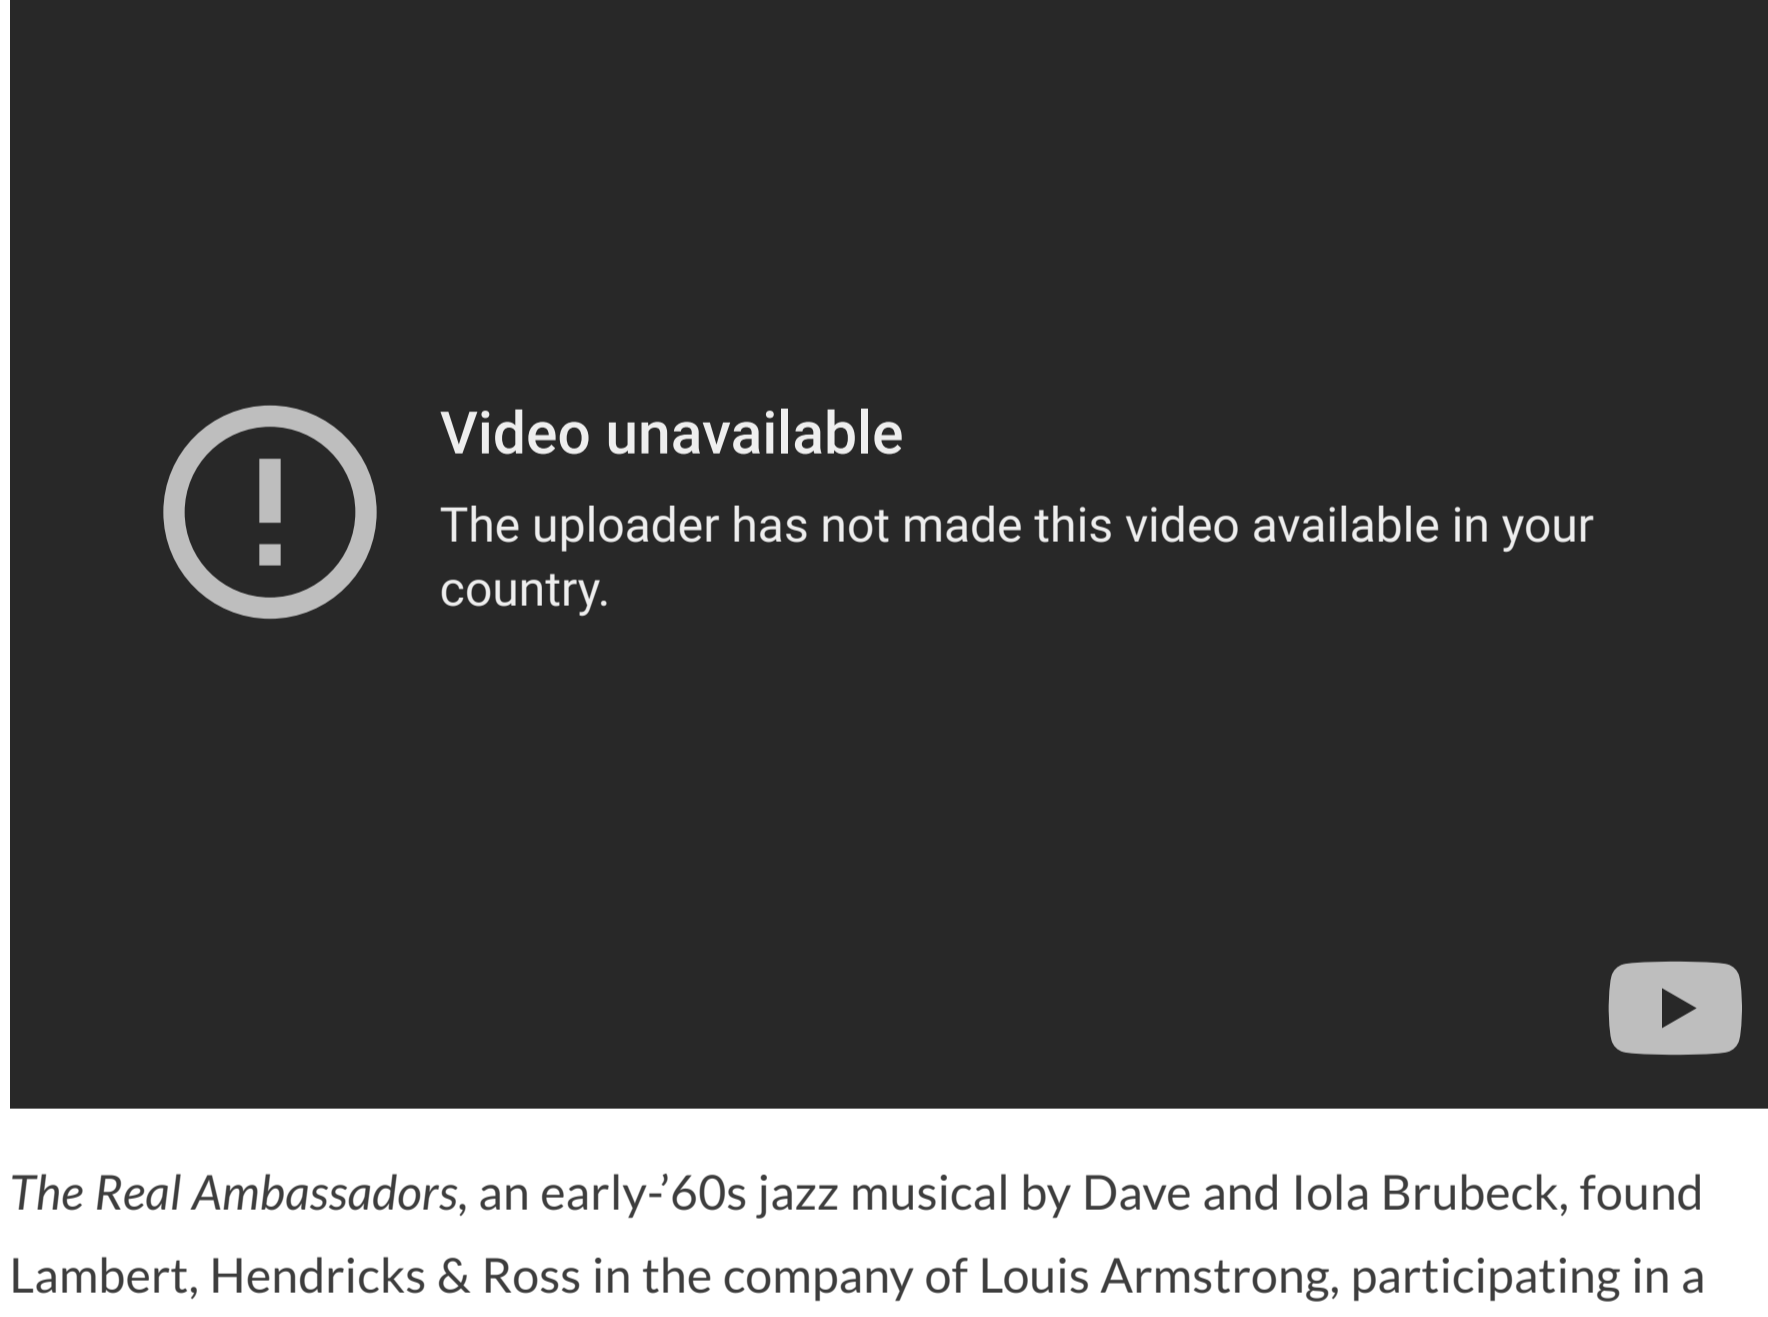 Video unavailable
The uploader has not made this video available in your
country.
The Real Ambassadors, an early-’60s jazz musical by Dave and Iola Brubeck, found
Lambert, Hendricks & Ross in the company of Louis Armstrong, participating in a